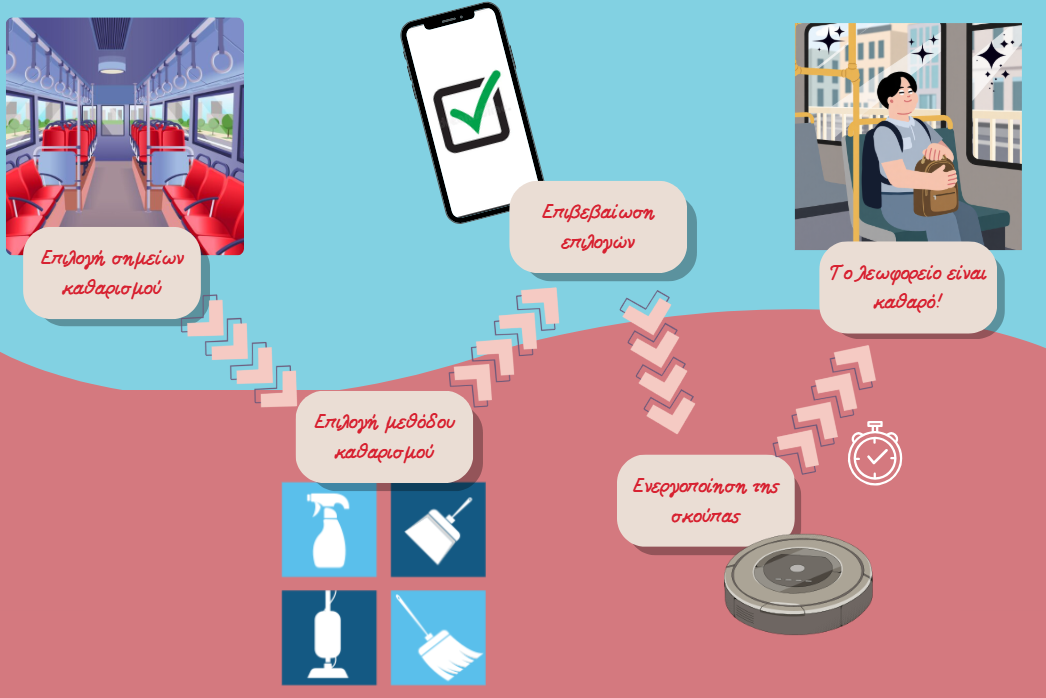 Επιλογή σημείων
καθαρισμού
Επιλογή μεθόδου
καθαρισμού
Επιβεβαίωση
επιλογών
Ενεργοποίηση της
σκούπας
Το λεωφορείο είναι
καθαρό!